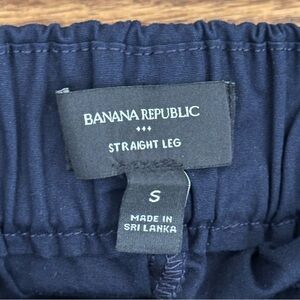 BANANA REPUBLIC
STRAIGHT LEG
S
MADE IN
SRI LANKA